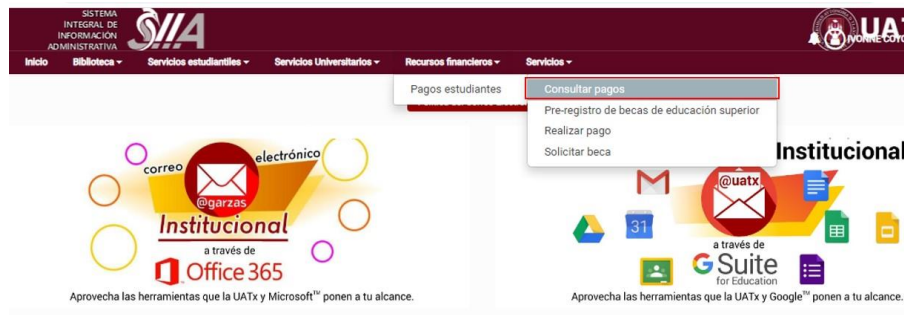 SISTEMA
INTEGRAL DE
INFORMACIÓN
ADMINISTRATIVA
SIIA
UAT
Inicio Biblioteca Servicios estudiantiles Servicios Universitarios Recursos financieros Servicios
Pagos estudiantes
Consultar pagos
Pre-registro de becas de educación superior
Realizar pago
Solicitar beca
correo electrónico
@garzas
Institucional
a través de
Office 365
Aprovecha las herramientas que la UATx y Microsoft™ ponen a tu alcance.
Institucional
@uatx
31
a través de
G Suite
for Education
Aprovecha las herramientas que la UATx y Google™ ponen a tu alcance.